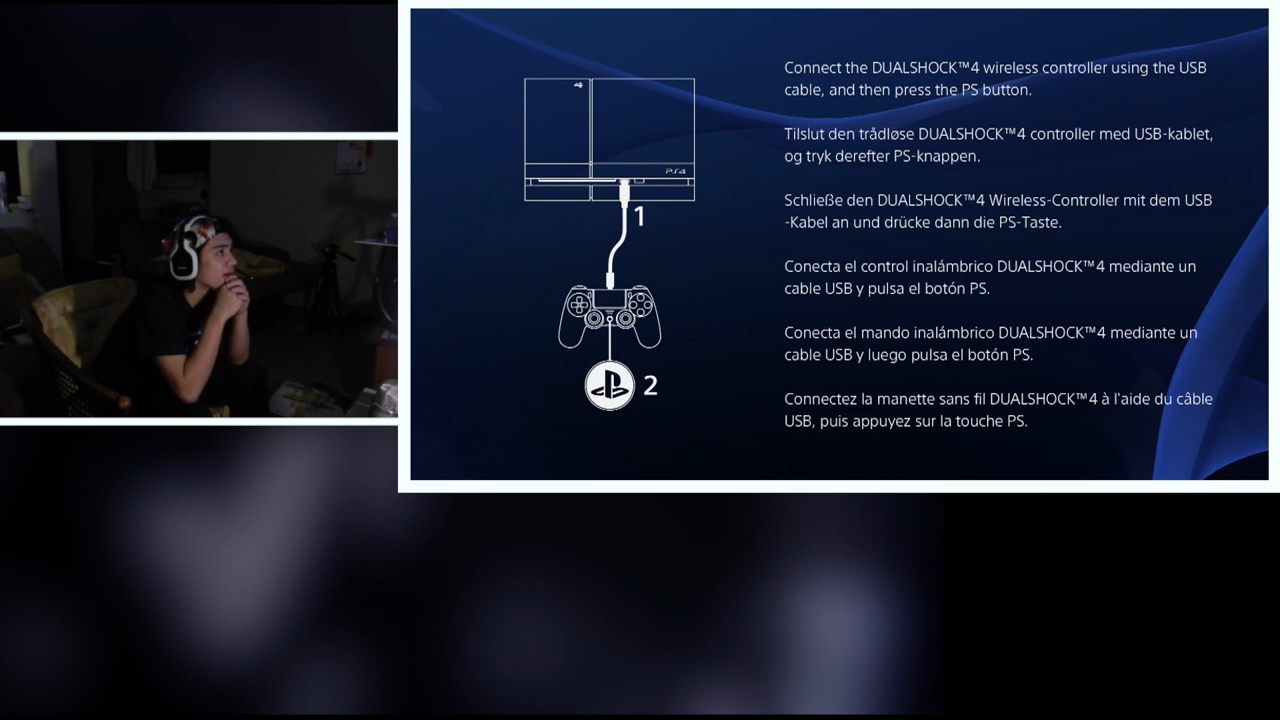 Connect the DUALSHOCK™4 wireless controller using the USB
cable, and then press the PS button.
Tilslut den trådløse DUALSHOCK™4 controller med USB-kablet,
og tryk derefter PS-knappen.
Schließe den DUALSHOCK™4 Wireless-Controller mit dem USB
-Kabel an und drücke dann die PS-Taste.
Conecta el control inalámbrico DUALSHOCK™4 mediante un
cable USB y pulsa el botón PS.
Conecta el mando inalámbrico DUALSHOCK™4 mediante un
cable USB y luego pulsa el botón PS.
Connectez la manette sans fil DUALSHOCK™4 à l'aide du câble
USB, puis appuyez sur la touche PS.
PS4
1
2